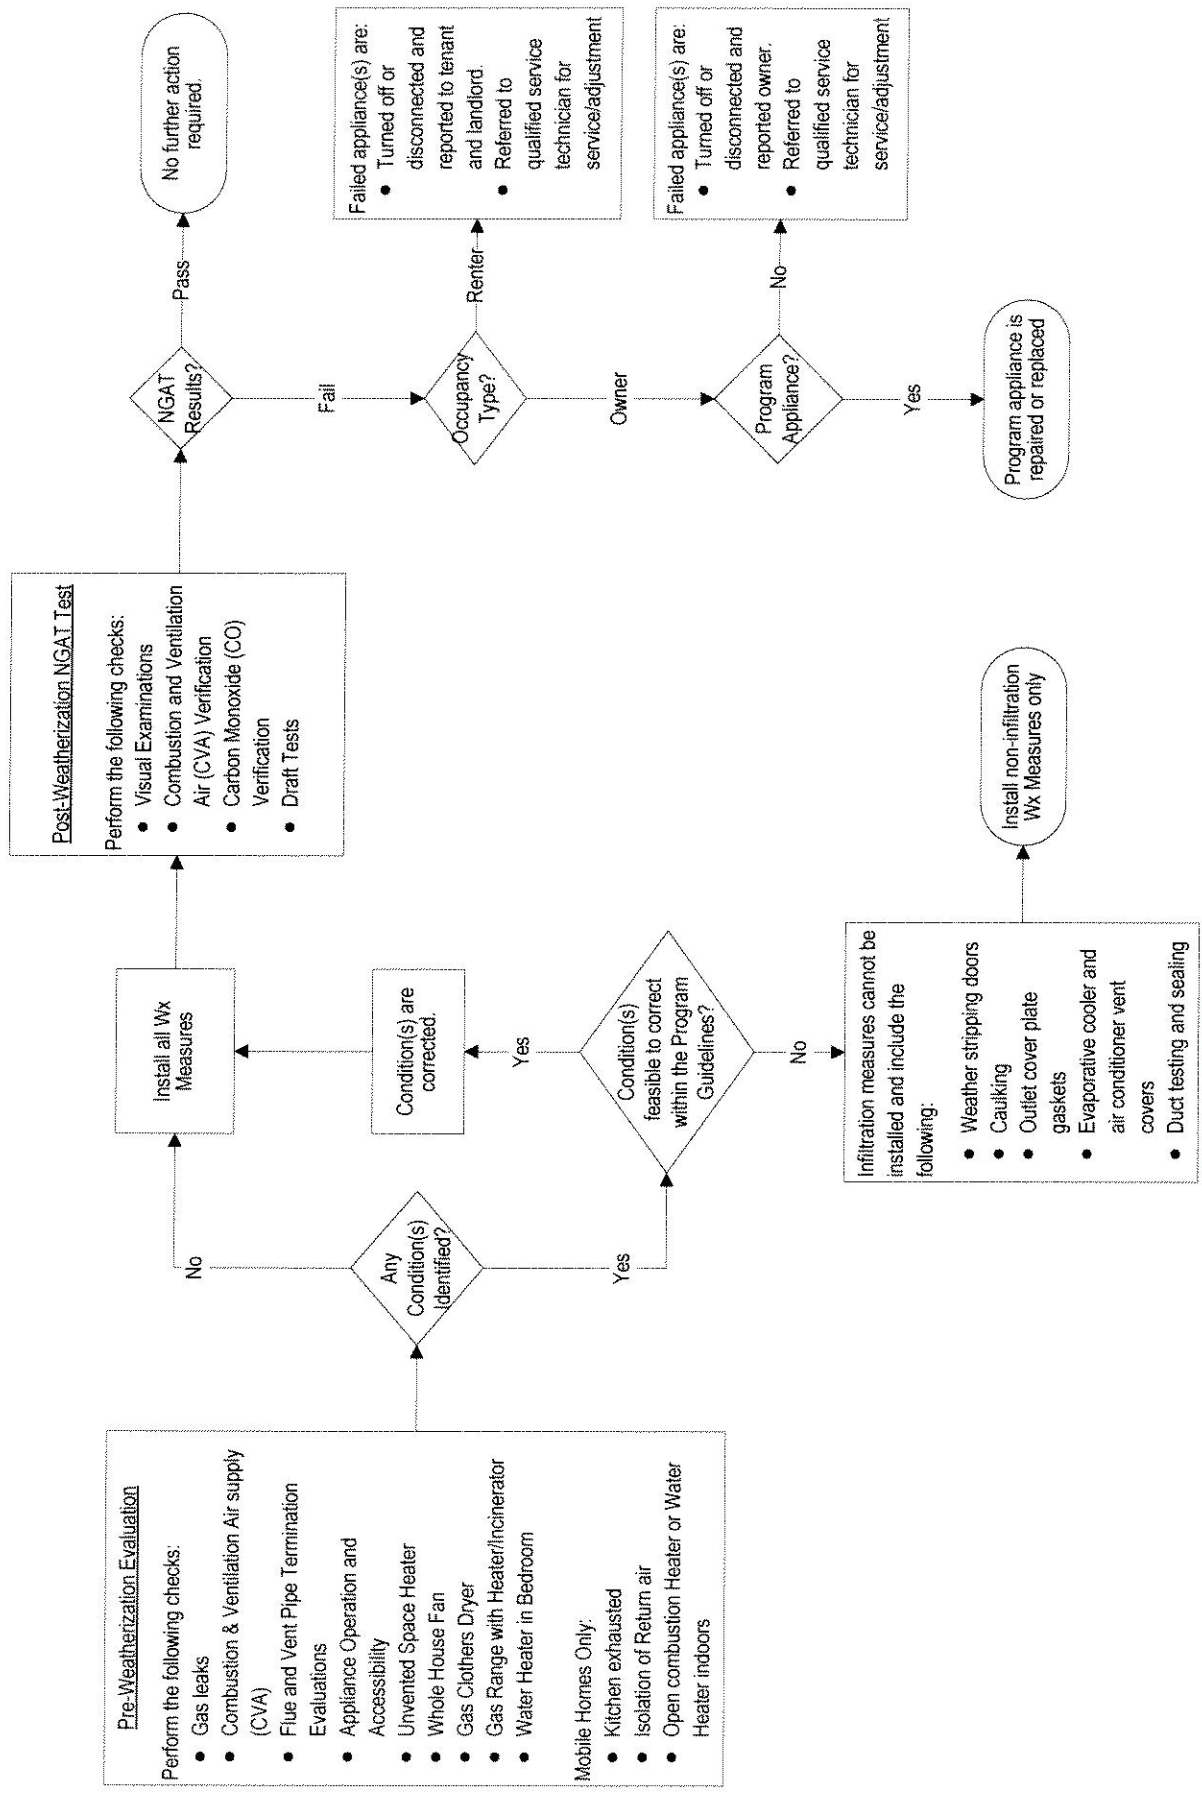 Pre-Weatherization Evaluation
Perform the following checks:
● Gas leaks
● Combustion & Ventilation Air supply
(CVA)
● Flue and Vent Pipe Termination
Evaluations
● Appliance Operation and
Accessibility
● Unvented Space Heater
● Whole House Fan
● Gas Clothers Dryer
● Gas Range with Heater/Incinerator
● Water Heater in Bedroom
Mobile Homes Only:
● Kitchen exhausted
● Isolation of Return air
● Open combustion Heater or Water
Heater indoors
Any
Condition(s)
Identified?
No
Yes
Install all Wx
Measures
Condition(s) are
corrected.
Yes
Condition(s)
feasible to correct
within the Program
Guidelines?
No
Infiltration measures cannot be
installed and include the
following:
● Weather stripping doors
● Caulking
● Outlet cover plate
gaskets
● Evaporative cooler and
air conditioner vent
covers
● Duct testing and sealing
Install non-infiltration
Wx Measures only
Post-Weatherization NGAT Test
Perform the following checks:
● Visual Examinations
● Combustion and Ventilation
Air (CVA) Verification
● Carbon Monoxide (CO)
Verification
● Draft Tests
NGAT
Results?
Pass
No further action
required.
Fail
Occupancy
Type?
Renter
Failed appliance(s) are:
● Turned off or
disconnected and
reported to tenant
and landlord.
● Referred to
qualified service
technician for
service/adjustment
Owner
Program
Appliance?
No
Failed appliance(s) are:
● Turned off or
disconnected and
reported owner.
● Referred to
qualified service
technician for
service/adjustment
Yes
Program appliance is
repaired or replaced